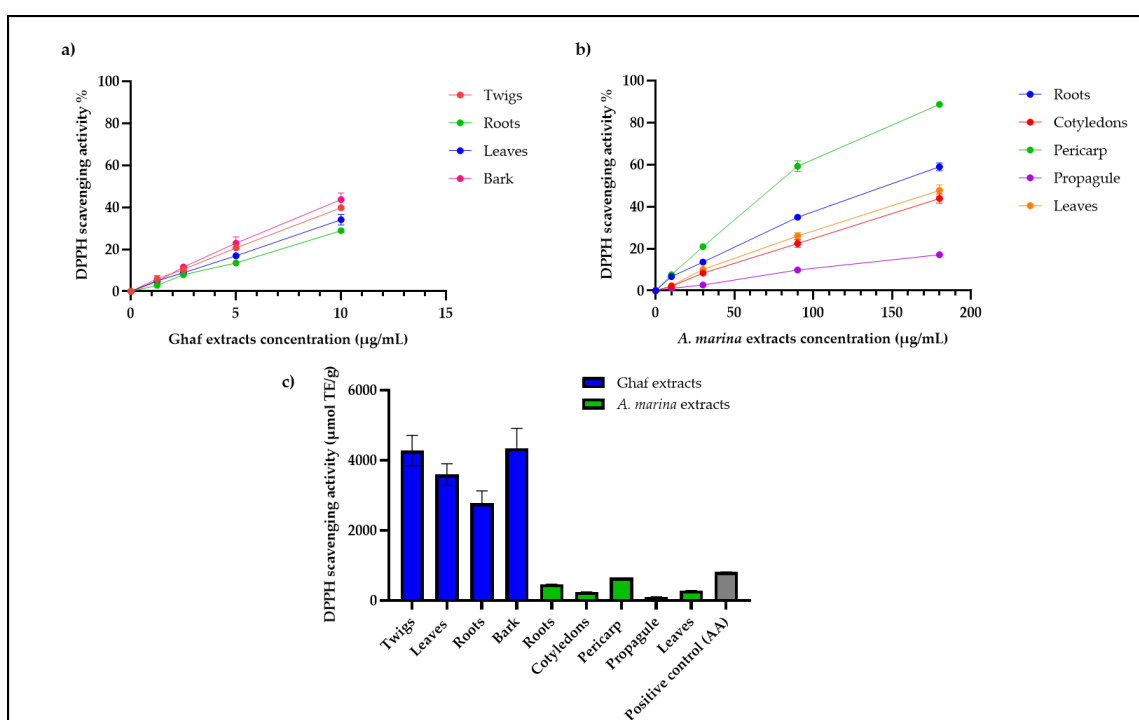 a)
DPPH scavenging activity %
100
80
60
40
20
0
0
5
10
15
Ghaf extracts concentration (μg/mL)
Twigs
Roots
Leaves
Bark
b)
DPPH scavenging activity %
100
80
60
40
20
0
0
50
100
150
200
A. marina extracts concentration (μg/mL)
Roots
Cotyledons
Pericarp
Propagule
Leaves
c)
DPPH scavenging activity (μmol TE/g)
6000
4000
2000
0
Ghaf extracts
A. marina extracts
Twigs
Leaves
Roots
Bark
Roots
Cotyledons
Pericarp
Propagule
Leaves
Positive control (AA)